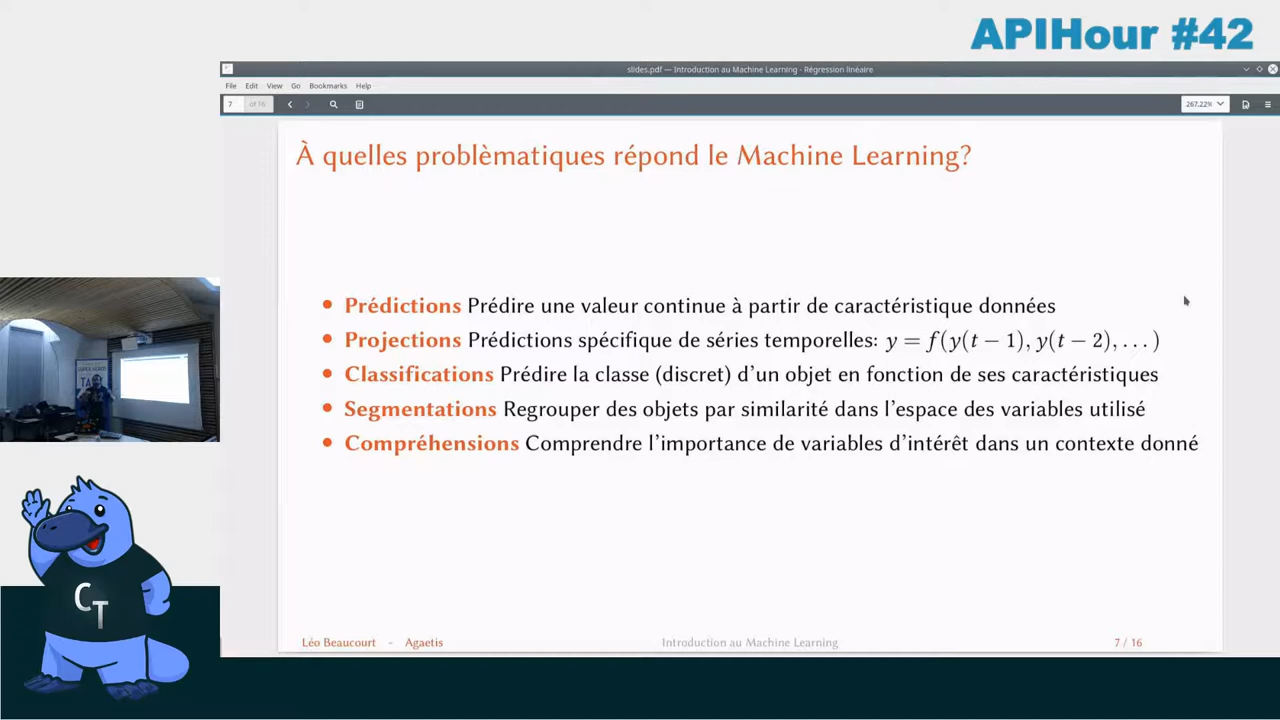 APIHour #42
slides.pdf — Introduction au Machine Learning - Régression linéaire
File Edit View Go Bookmarks Help
7 of 16 267.22%
À quelles problèmatiques répond le Machine Learning?
• Prédictions Prédire une valeur continue à partir de caractéristique données
• Projections Prédictions spécifique de séries temporelles: y = f(y(t − 1), y(t − 2), . . . )
• Classifications Prédire la classe (discret) d'un objet en fonction de ses caractéristiques
• Segmentations Regrouper des objets par similarité dans l'espace des variables utilisé
• Compréhensions Comprendre l'importance de variables d'intérêt dans un contexte donné
CT
Léo Beaucourt - Agaetis Introduction au Machine Learning 7 / 16